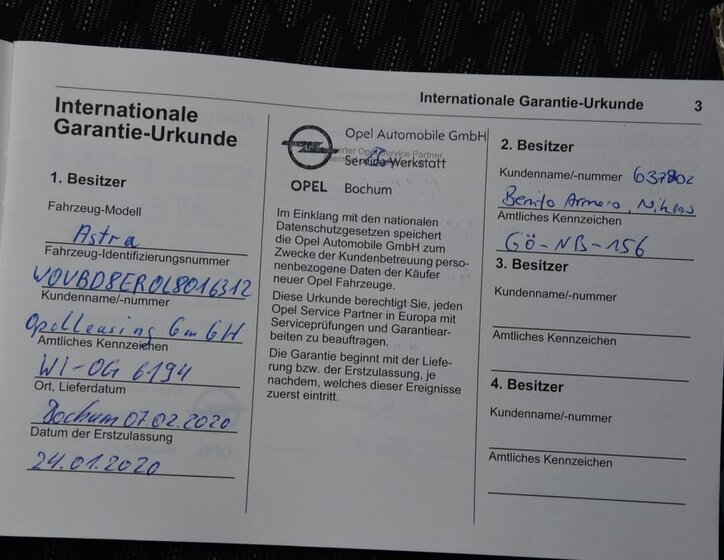 Internationale Garantie-Urkunde 3
Internationale
Garantie-Urkunde
1. Besitzer
Fahrzeug-Modell
Astra
Fahrzeug-Identifizierungsnummer
W0VBD8EROL8016312
Kundenname/-nummer
Opelleasing GmbH
Amtliches Kennzeichen
WI-OG 6194
Ort, Lieferdatum
Bochum 07.02.2020
Datum der Erstzulassung
24.01.2020
Opel Automobile GmbH
Service Partner
Service Werkstatt
OPEL Bochum
Im Einklang mit den nationalen
Datenschutzgesetzen speichert
die Opel Automobile GmbH zum
Zwecke der Kundenbetreuung perso-
nenbezogene Daten der Käufer
neuer Opel Fahrzeuge.
Diese Urkunde berechtigt Sie, jeden
Opel Service Partner in Europa mit
Serviceprüfungen und Garantiear-
beiten zu beauftragen.
Die Garantie beginnt mit der Liefe-
rung bzw. der Erstzulassung, je
nachdem, welches dieser Ereignisse
zuerst eintritt.
2. Besitzer
Kundenname/-nummer 637802
Benito
Amtliches Kennzeichen
GÖ-NB-156
3. Besitzer
Kundenname/-nummer
Amtliches Kennzeichen
4. Besitzer
Kundenname/-nummer
Amtliches Kennzeichen